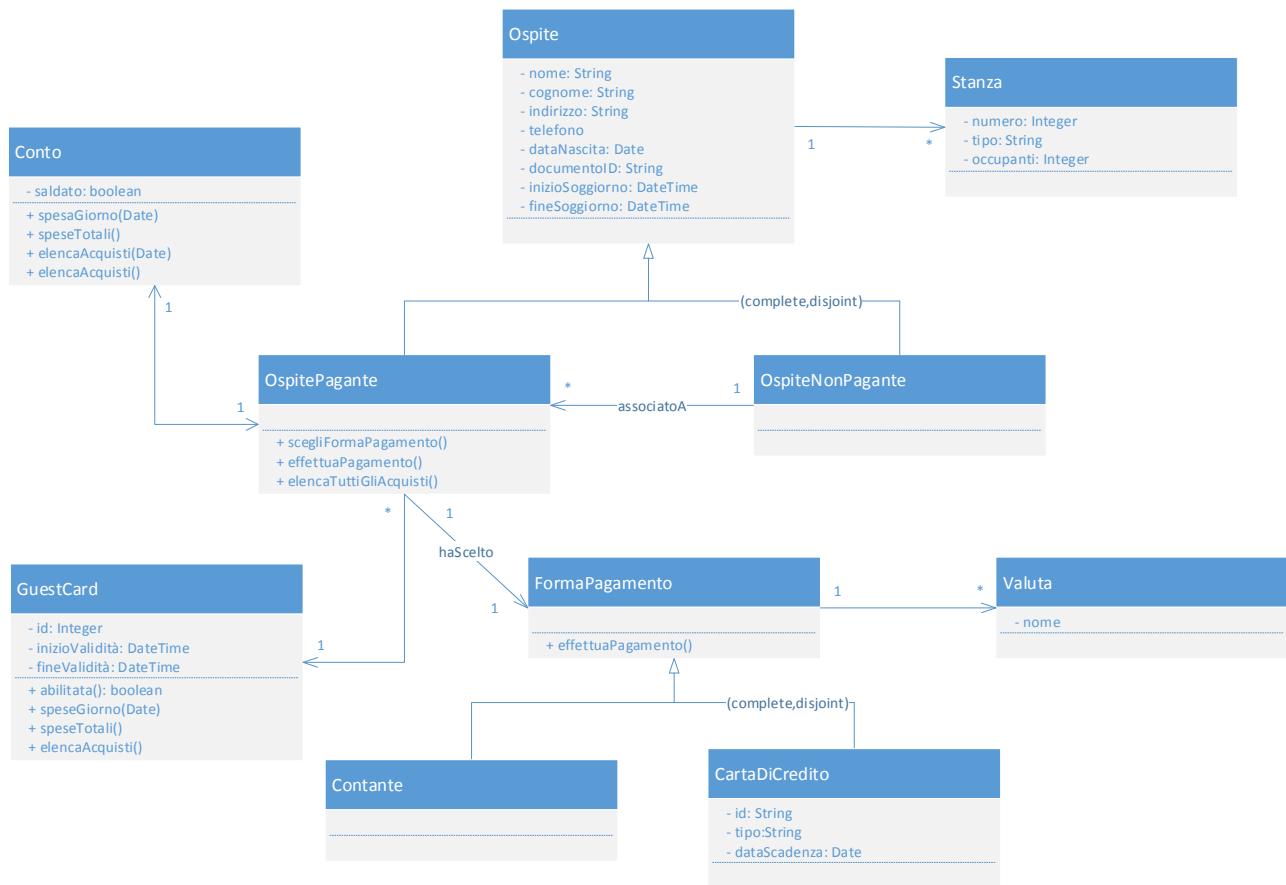 Ospite
- nome: String
- cognome: String
- indirizzo: String
- telefono
- dataNascita: Date
- documentoID: String
- inizioSoggiorno: DateTime
- fineSoggiorno: DateTime
1
*
Stanza
- numero: Integer
- tipo: String
- occupanti: Integer
Conto
- saldato: boolean
+ spesaGiorno(Date)
+ speseTotali()
+ elencaAcquisti(Date)
+ elencaAcquisti()
1
1
(complete,disjoint)
OspitePagante
+ scegliFormaPagamento()
+ effettuaPagamento()
+ elencaTuttiGliAcquisti()
*
associatoA
1
OspiteNonPagante
*
1
haScelto
1
1
GuestCard
- id: Integer
- inizioValidità: DateTime
- fineValidità: DateTime
+ abilitata(): boolean
+ speseGiorno(Date)
+ speseTotali()
+ elencaAcquisti()
FormaPagamento
+ effettuaPagamento()
1
*
Valuta
- nome
(complete,disjoint)
Contante
CartaDiCredito
- id: String
- tipo:String
- dataScadenza: Date